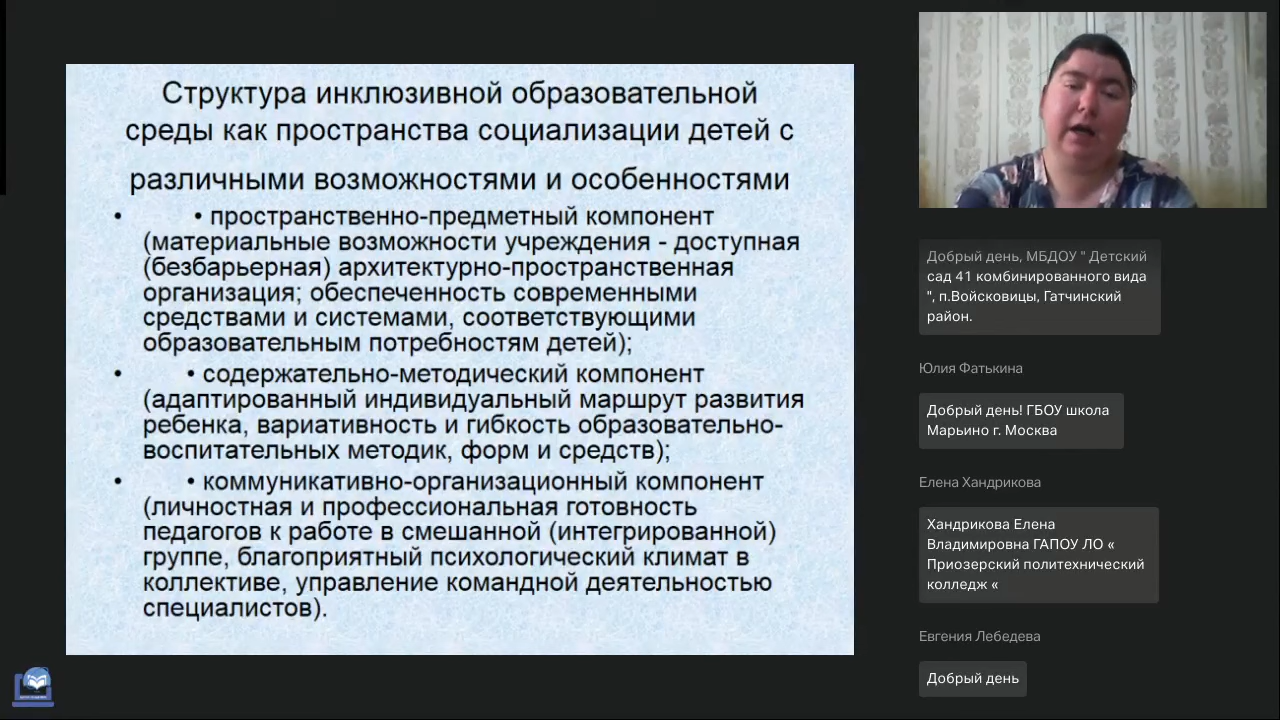 Структура инклюзивной образовательной
среды как пространства социализации детей с
различными возможностями и особенностями
• • пространственно-предметный компонент
(материальные возможности учреждения - доступная
(безбарьерная) архитектурно-пространственная
организация; обеспеченность современными
средствами и системами, соответствующими
образовательным потребностям детей);
• • содержательно-методический компонент
(адаптированный индивидуальный маршрут развития
ребенка, вариативность и гибкость образовательно-
воспитательных методик, форм и средств);
• • коммуникативно-организационный компонент
(личностная и профессиональная готовность
педагогов к работе в смешанной (интегрированной)
группе, благоприятный психологический климат в
коллективе, управление командной деятельностью
специалистов).
Добрый день, МБДОУ " Детский
сад 41 комбинированного вида
", п.Войсковицы, Гатчинский
район.
Юлия Фатькина
Добрый день! ГБОУ школа
Марьино г. Москва
Елена Хандрикова
Хандрикова Елена
Владимировна ГАПОУ ЛО «
Приозерский политехнический
колледж «
Евгения Лебедева
Добрый день